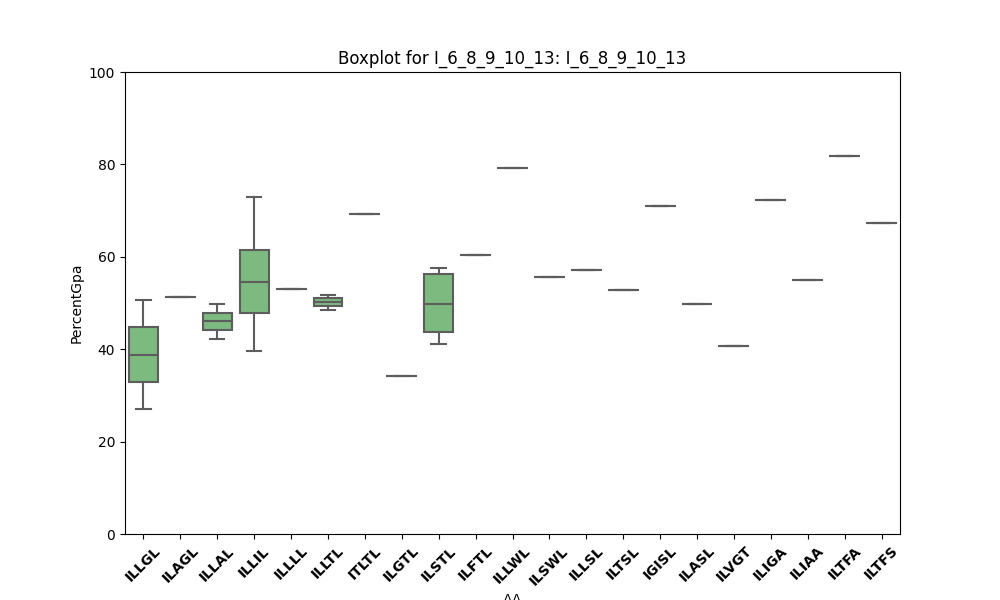 Boxplot for I_6_8_9_10_13: I_6_8_9_10_13
100
80
60
40
20
0
PercentGpa
ILLGL ILAGL ILLAL ILLIL ILLLL ILLTL ITLTL ILGTL ILSTL ILFTL ILLWL ILSWL ILLSL ILTSL IGISL ILASL ILVGT ILIGA ILIAA ILTFA ILTFS
AA